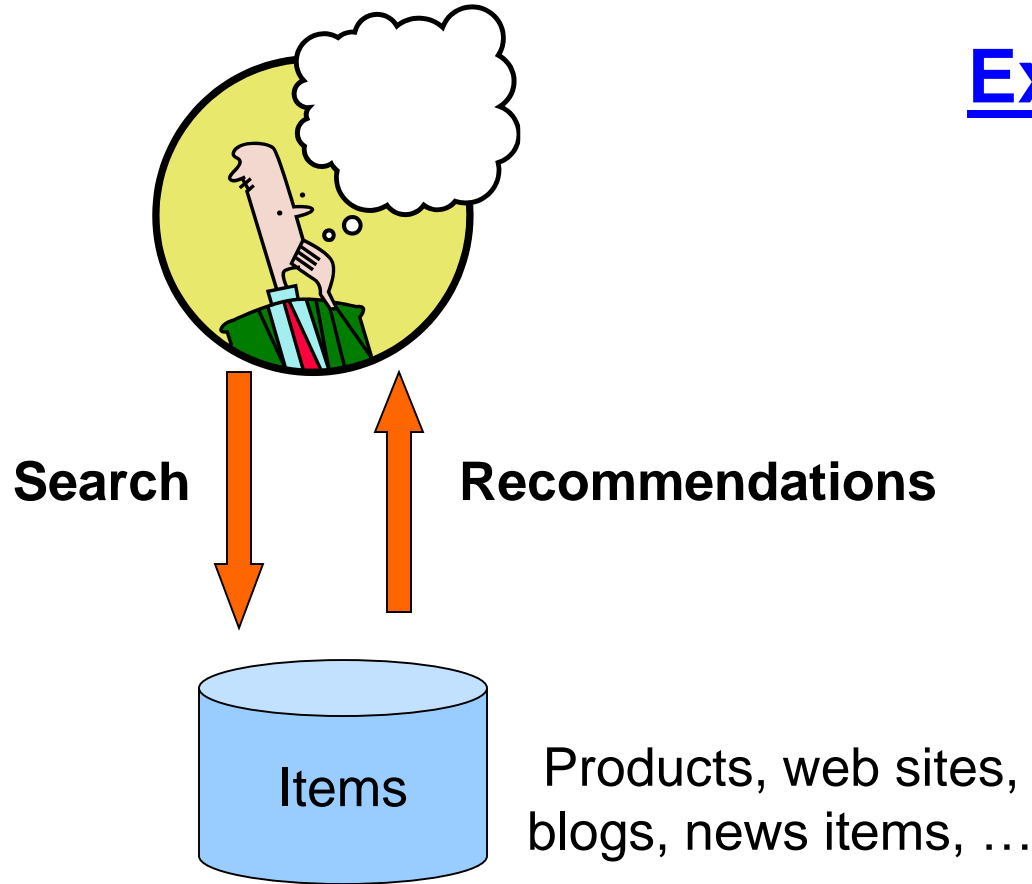 Search
Recommendations
Items
Products, web sites,
blogs, news items, …